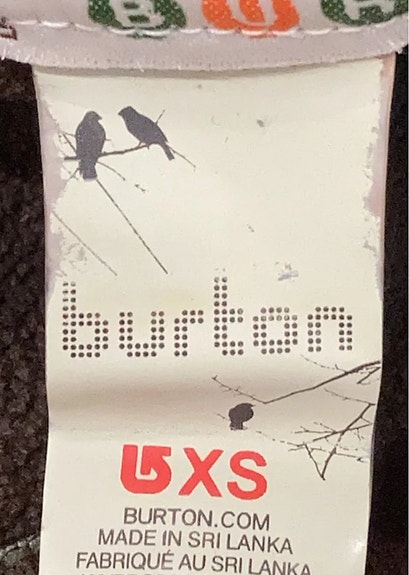 burton
XS
BURTON.COM
MADE IN SRI LANKA
FABRIQUÉ AU SRI LANKA